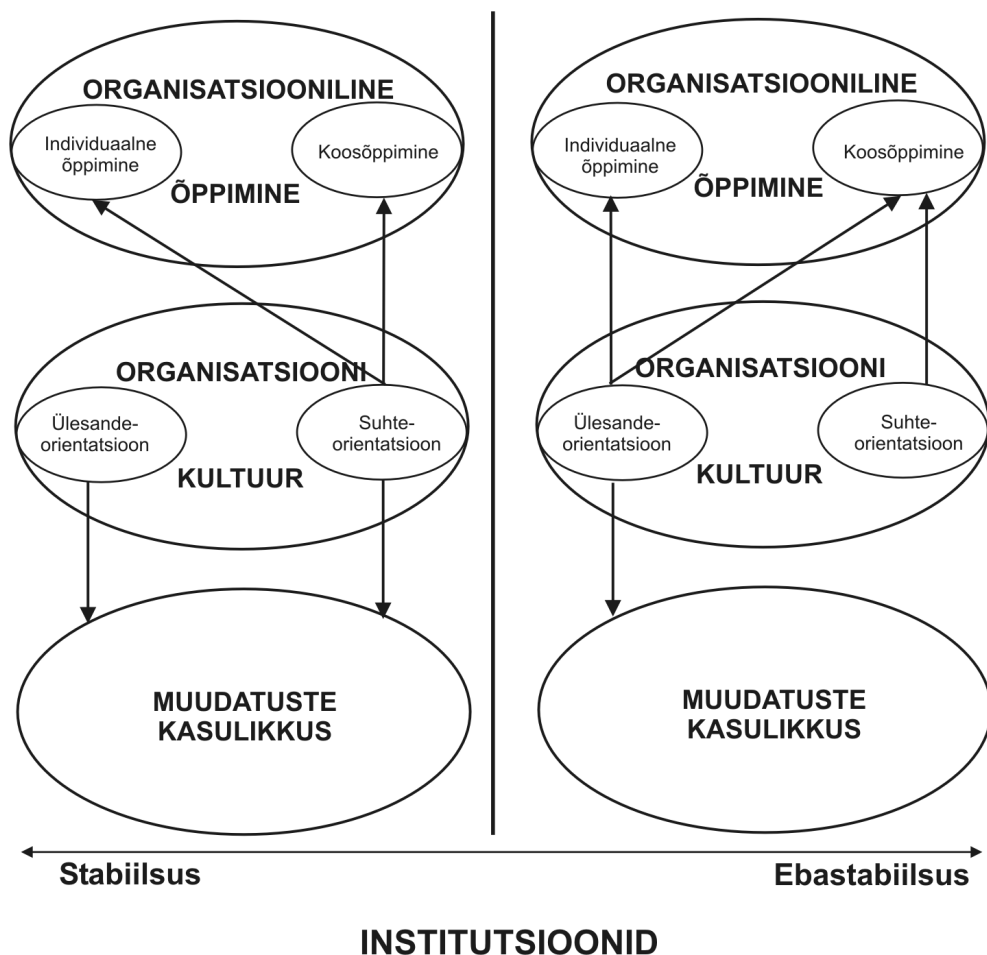 ORGANISATSIOONILINE
Individuaalne
õppimine
Koosõppimine
ÕPPIMINE
ORGANISATSIOONI
Ülesande-
orientatsioon
Suhte-
orientatsioon
KULTUUR
MUUDATUSTE
KASULIKKUS
ORGANISATSIOONILINE
Individuaalne
õppimine
Koosõppimine
ÕPPIMINE
ORGANISATSIOONI
Ülesande-
orientatsioon
Suhte-
orientatsioon
KULTUUR
MUUDATUSTE
KASULIKKUS
Stabiilsus
Ebastabiilsus
INSTITUTSIOONID